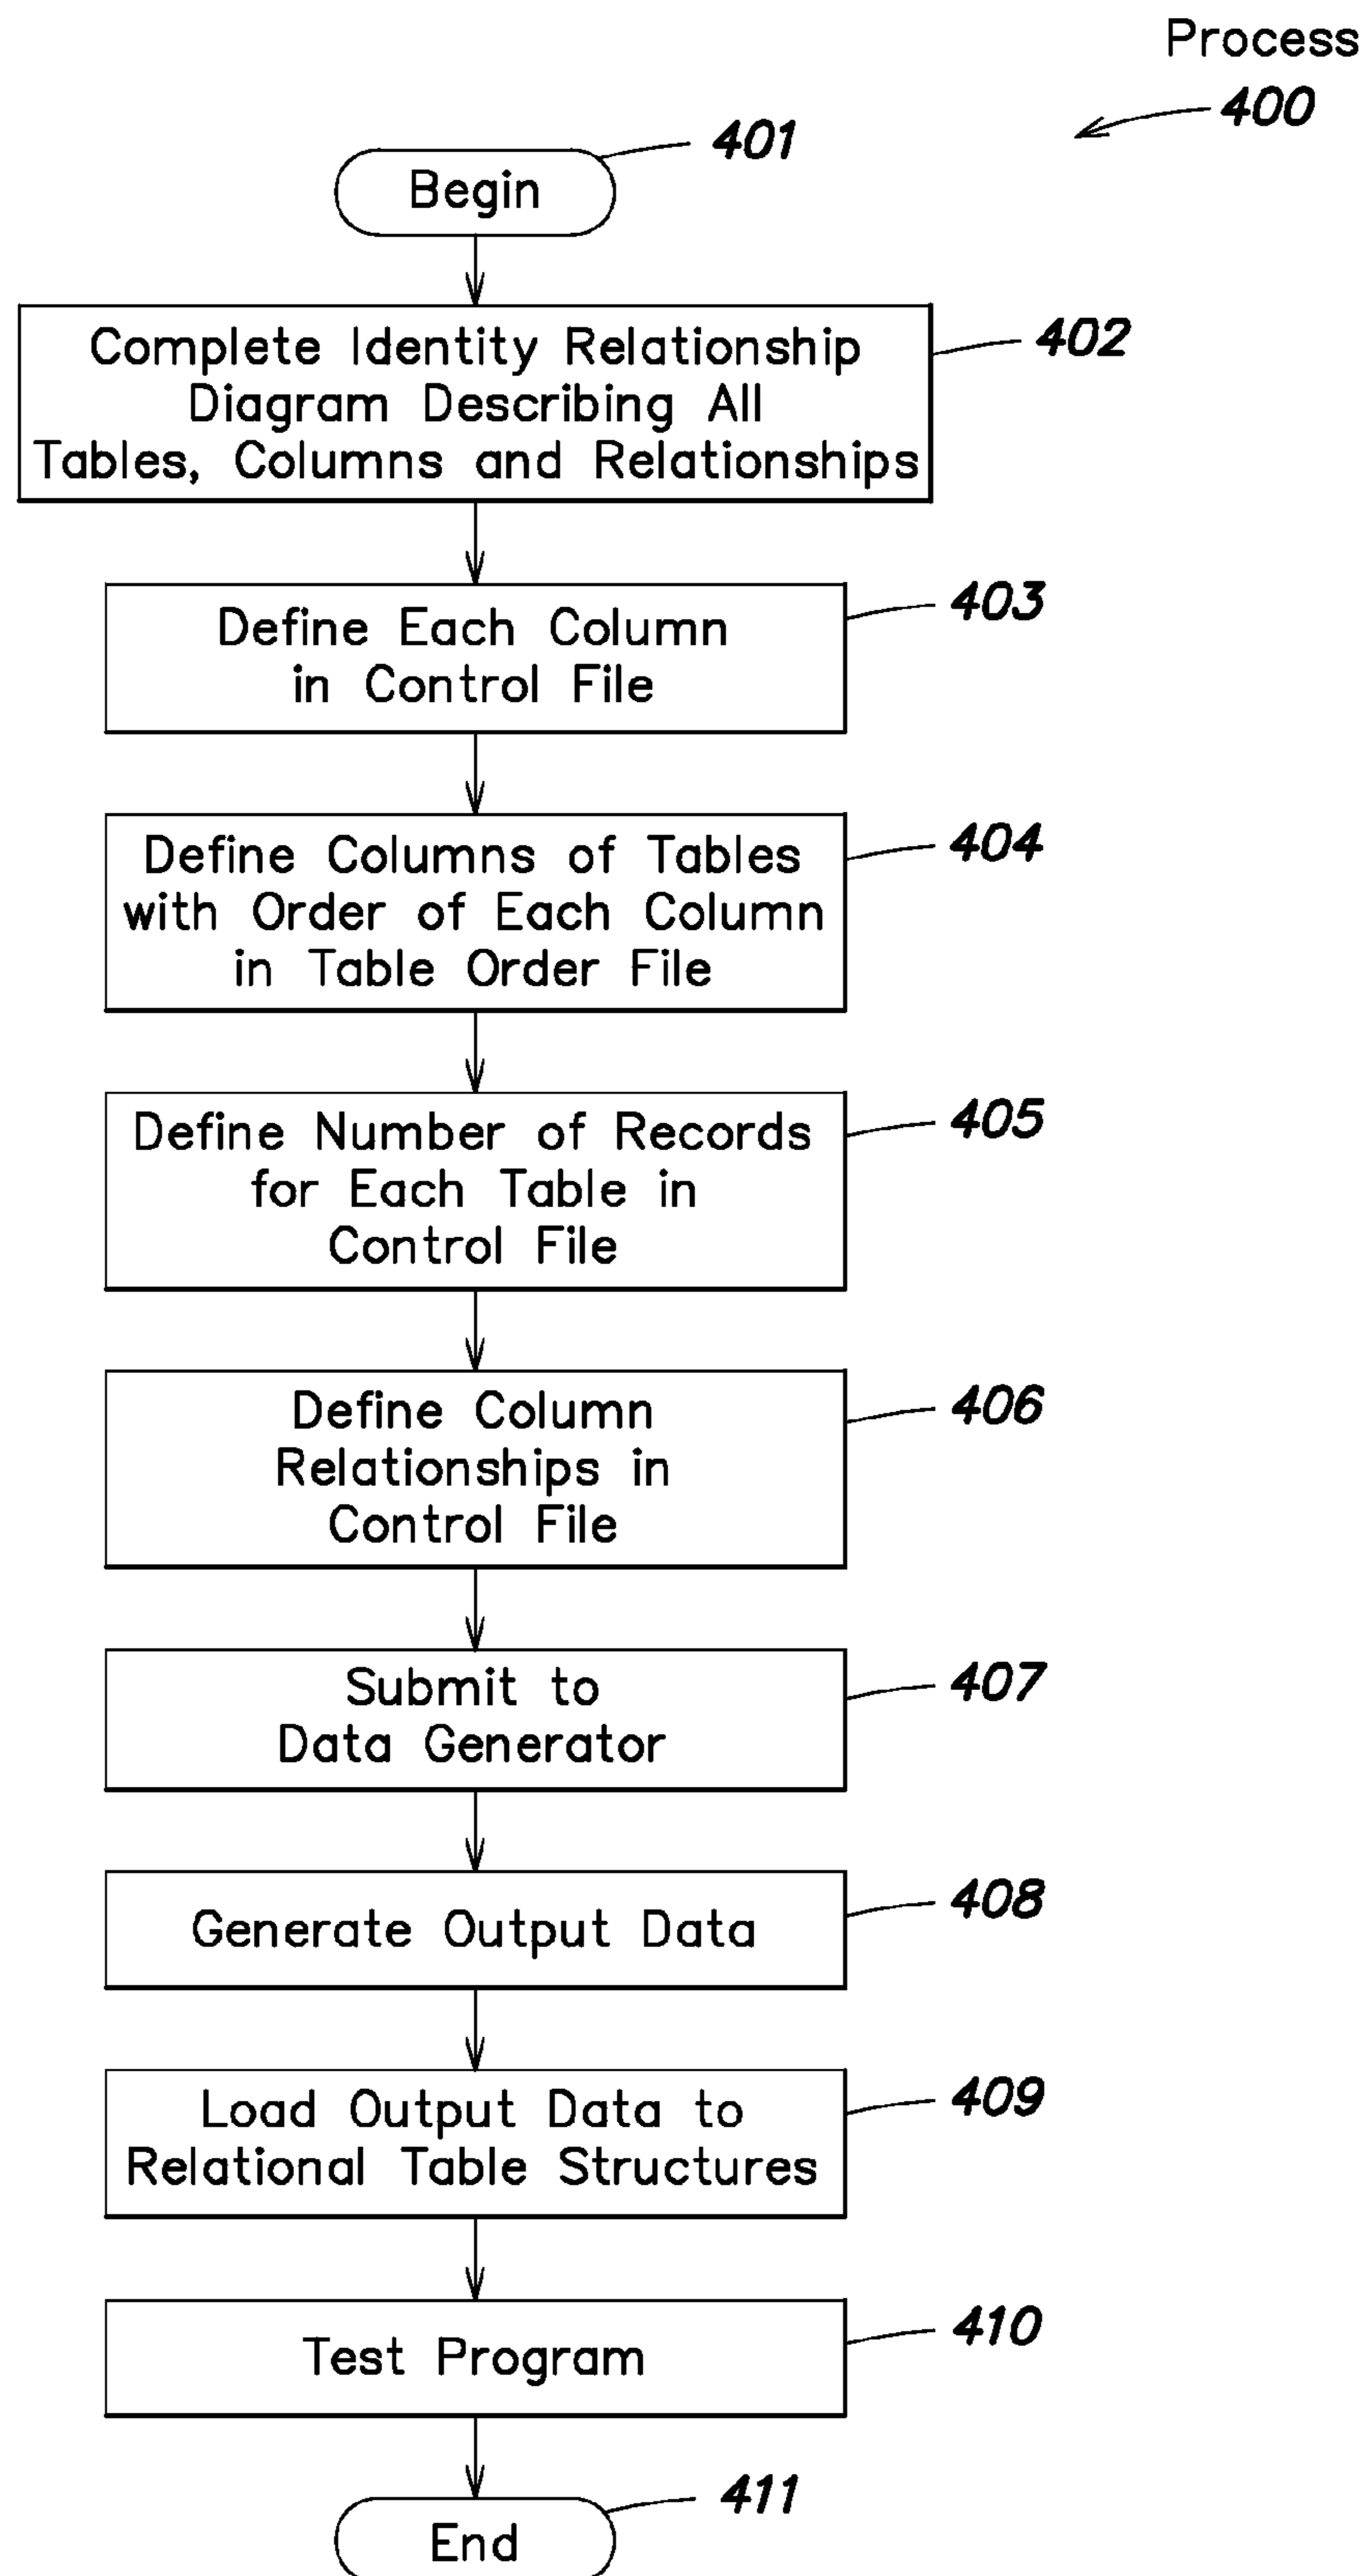 Process
400
401
Begin
402
Complete Identity Relationship
Diagram Describing All
Tables, Columns and Relationships
403
Define Each Column
in Control File
404
Define Columns of Tables
with Order of Each Column
in Table Order File
405
Define Number of Records
for Each Table in
Control File
406
Define Column
Relationships in
Control File
407
Submit to
Data Generator
408
Generate Output Data
409
Load Output Data to
Relational Table Structures
410
Test Program
411
End